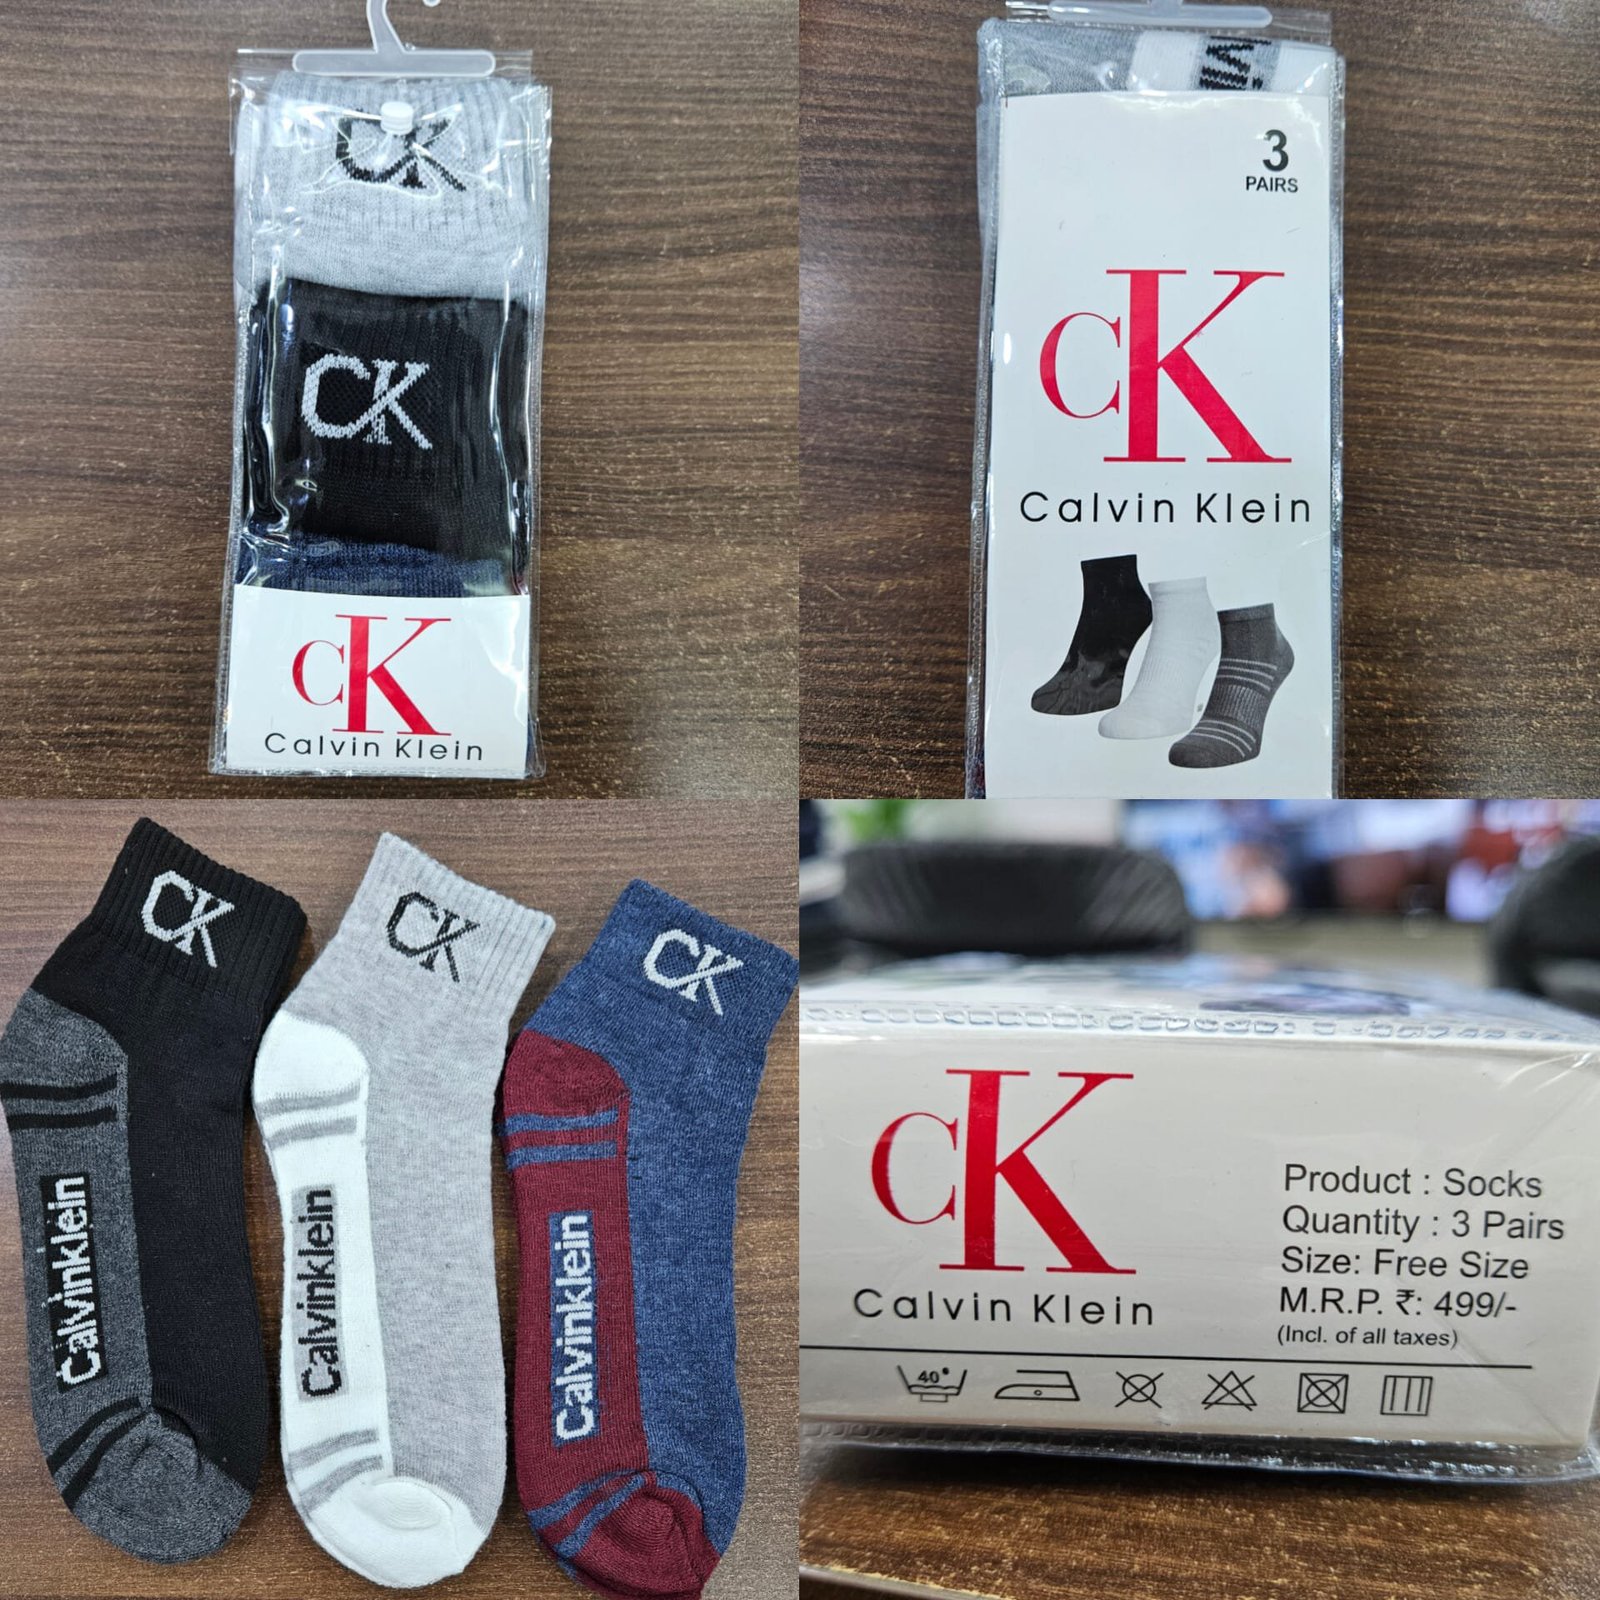 CK
CK
CK
Calvin Klein
3
PAIRS
CK
Calvin Klein
CK
CK
CK
Calvinklein
Calvinklein
Calvinklein
CK
Calvin Klein
Product : Socks
Quantity : 3 Pairs
Size: Free Size
M.R.P. ₹: 499/-
(Incl. of all taxes)
40°